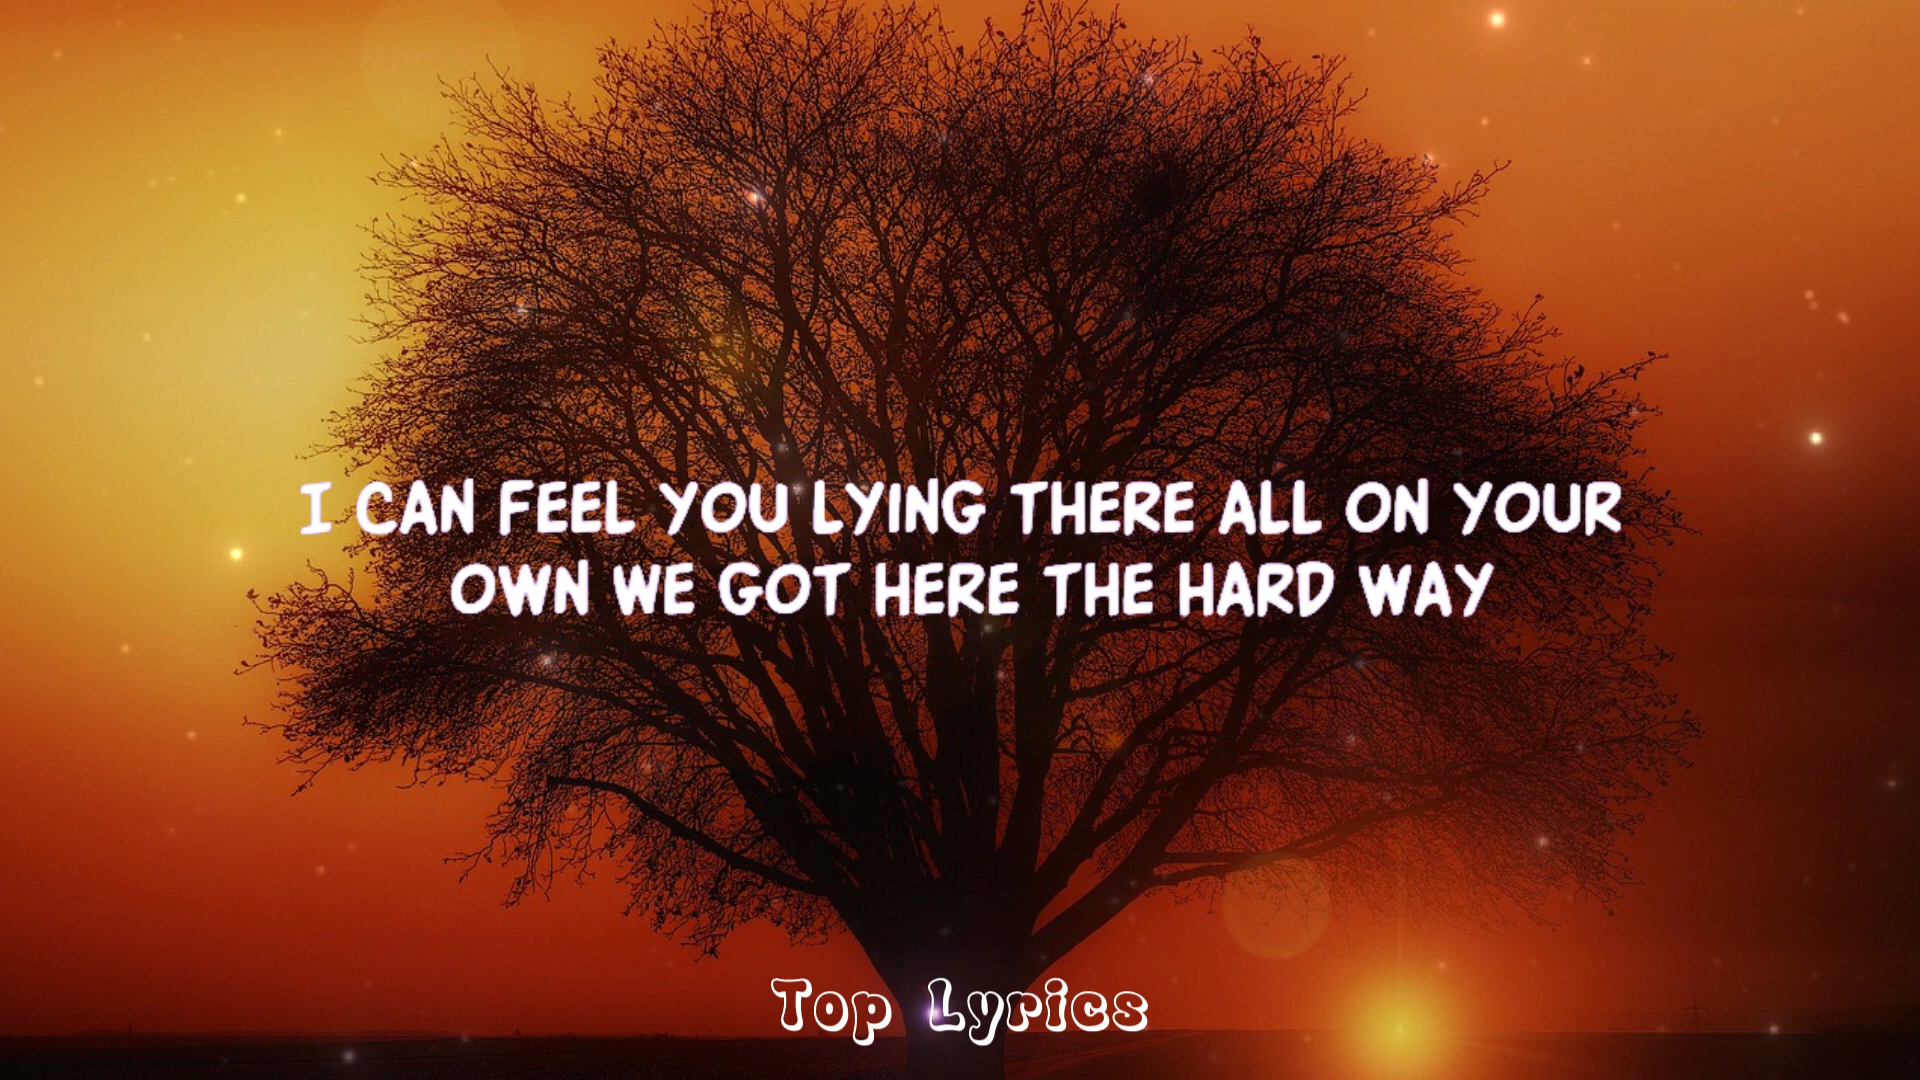 I CAN FEEL YOU LYING THERE ALL ON YOUR
OWN WE GOT HERE THE HARD WAY
Top Lyrics